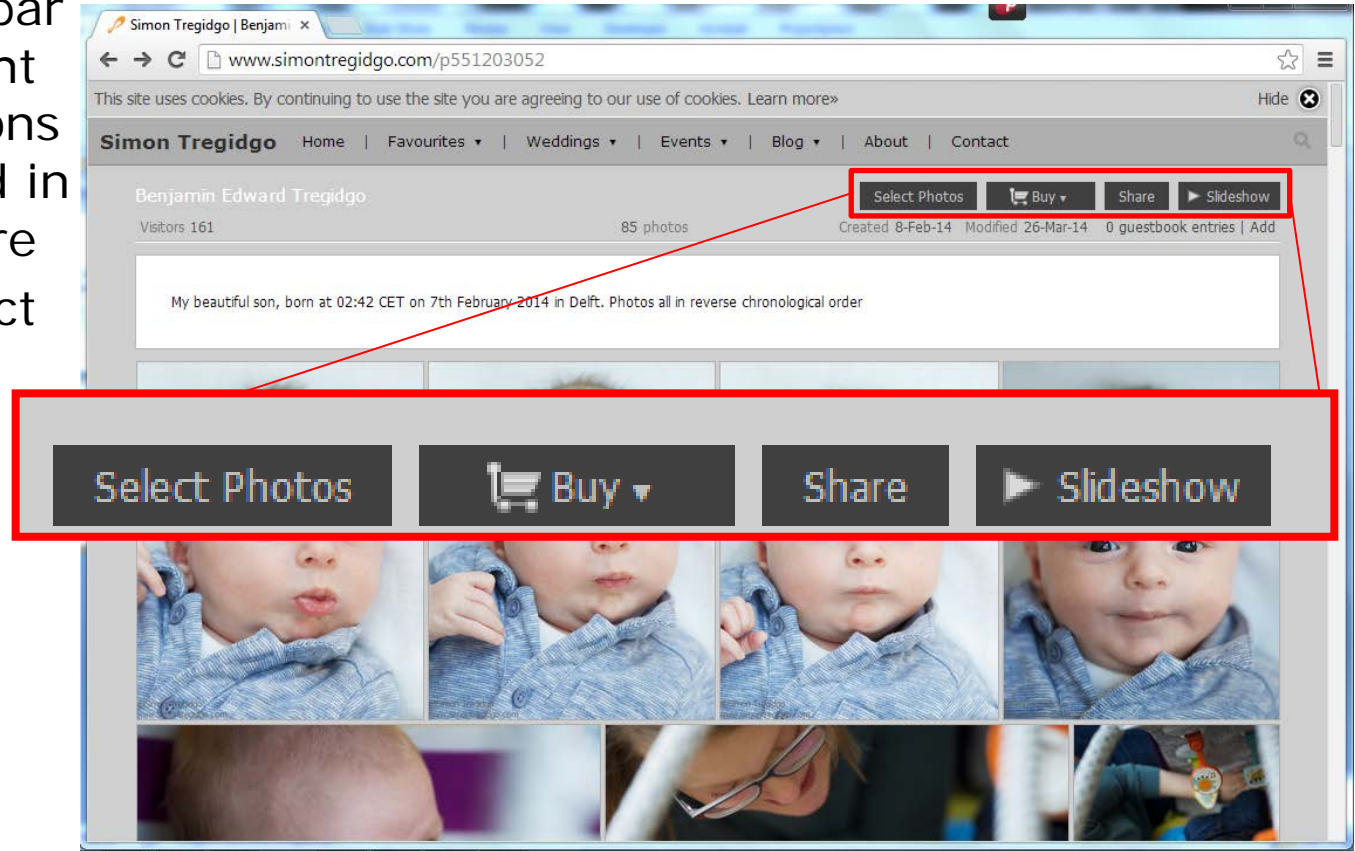 bar
nt
ons
d in
re
ct
Simon Tregidgo | Benjami
www.simontregidgo.com/p551203052
This site uses cookies. By continuing to use the site you are agreeing to our use of cookies. Learn more» Hide
Simon Tregidgo Home | Favourites ▾ | Weddings ▾ | Events ▾ | Blog ▾ | About | Contact
Benjamin Edward Tregidgo Select Photos Buy ▾ Share ► Slideshow
Visitors 161 85 photos Created 8-Feb-14 Modified 26-Mar-14 0 guestbook entries | Add
My beautiful son, born at 02:42 CET on 7th February 2014 in Delft. Photos all in reverse chronological order
Select Photos Buy ▾ Share ► Slideshow